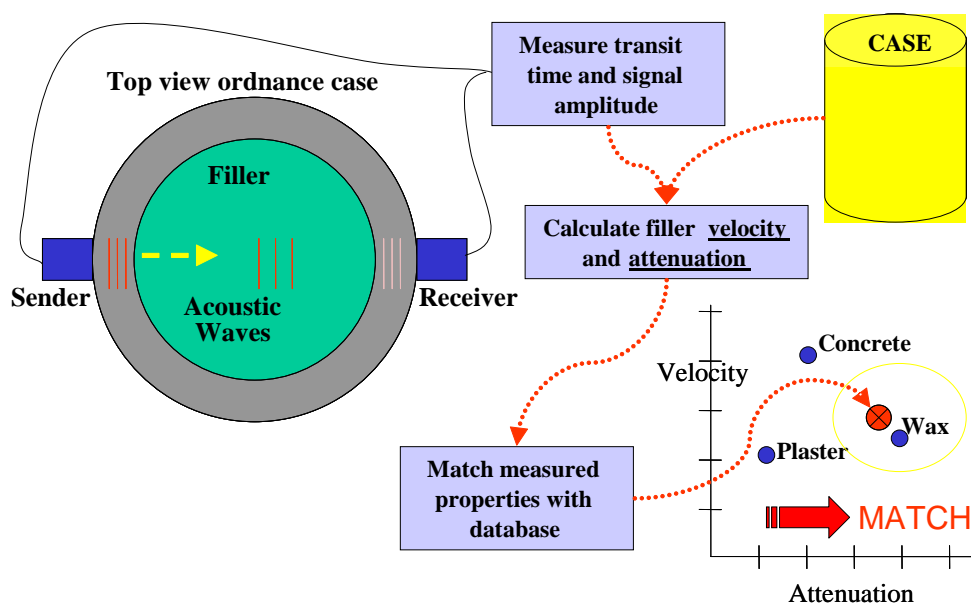 Measure transit
time and signal
amplitude
CASE
Top view ordnance case
Filler
Calculate filler velocity
and attenuation
Sender
Acoustic
Waves
Receiver
Concrete
Velocity
Wax
Plaster
Match measured
properties with
database
MATCH
Attenuation